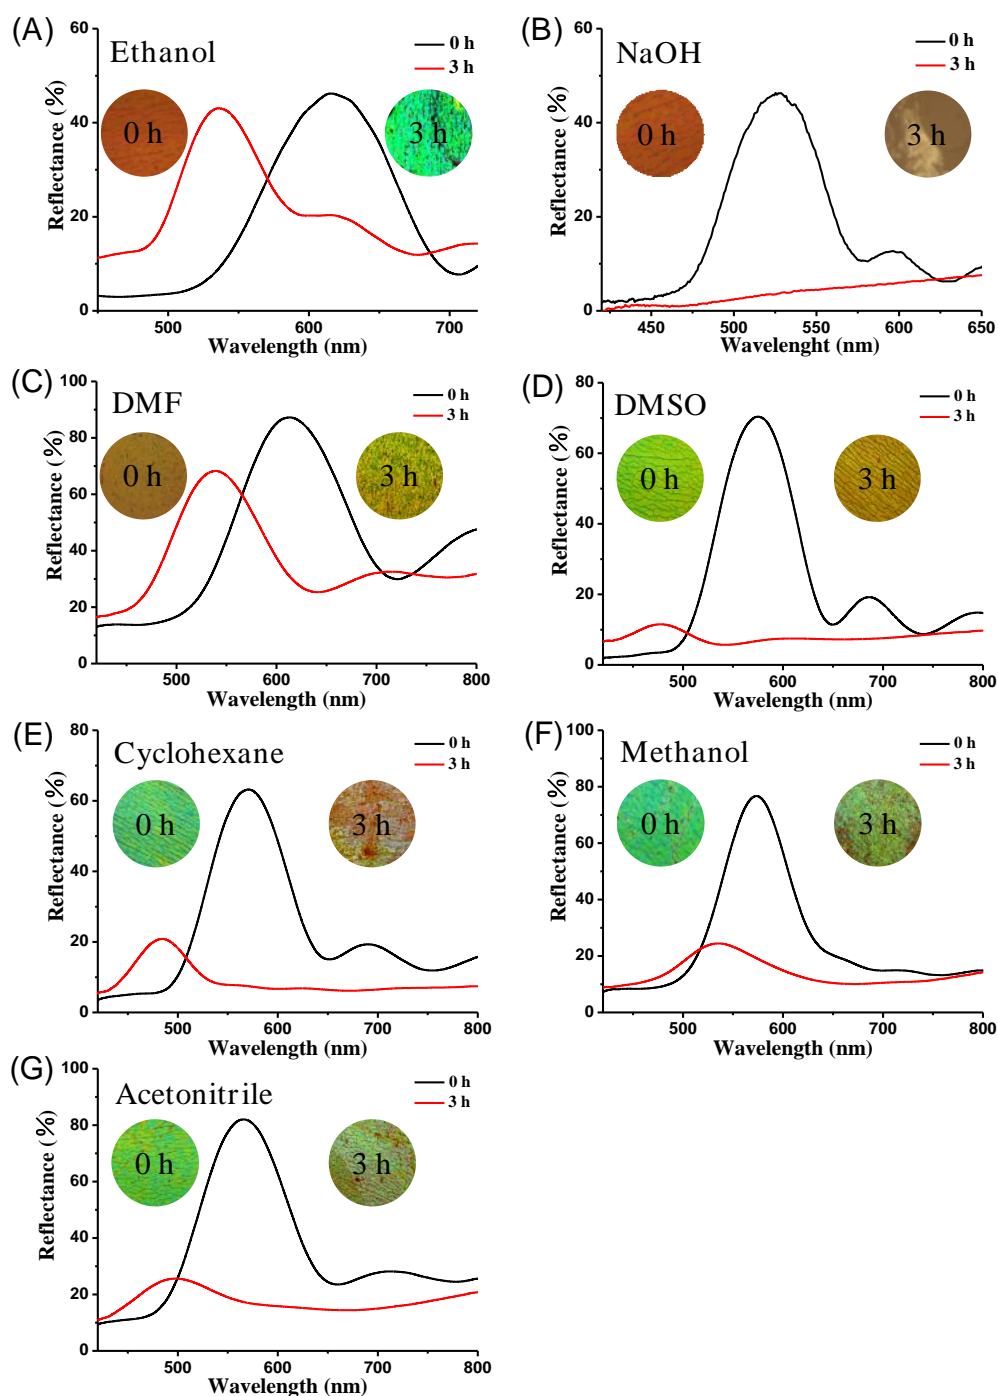 (A)
Ethanol
0 h
3 h
0 h
3 h
60
40
20
0
Reflectance (%)
500
600
700
Wavelength (nm)
(B)
NaOH
0 h
3 h
0 h
3 h
60
40
20
0
Reflectance (%)
450
500
550
600
650
Wavelenght (nm)
(C)
DMF
0 h
3 h
0 h
3 h
100
80
60
40
20
0
Reflectance (%)
500
600
700
800
Wavelength (nm)
(D)
DMSO
0 h
3 h
0 h
3 h
80
60
40
20
0
Reflectance (%)
500
600
700
800
Wavelength (nm)
(E)
Cyclohexane
0 h
3 h
0 h
3 h
80
60
40
20
0
Reflectance (%)
500
600
700
800
Wavelength (nm)
(F)
Methanol
0 h
3 h
0 h
3 h
100
80
60
40
20
0
Reflectance (%)
500
600
700
800
Wavelength (nm)
(G)
Acetonitrile
0 h
3 h
0 h
3 h
100
80
60
40
20
0
Reflectance (%)
500
600
700
800
Wavelength (nm)